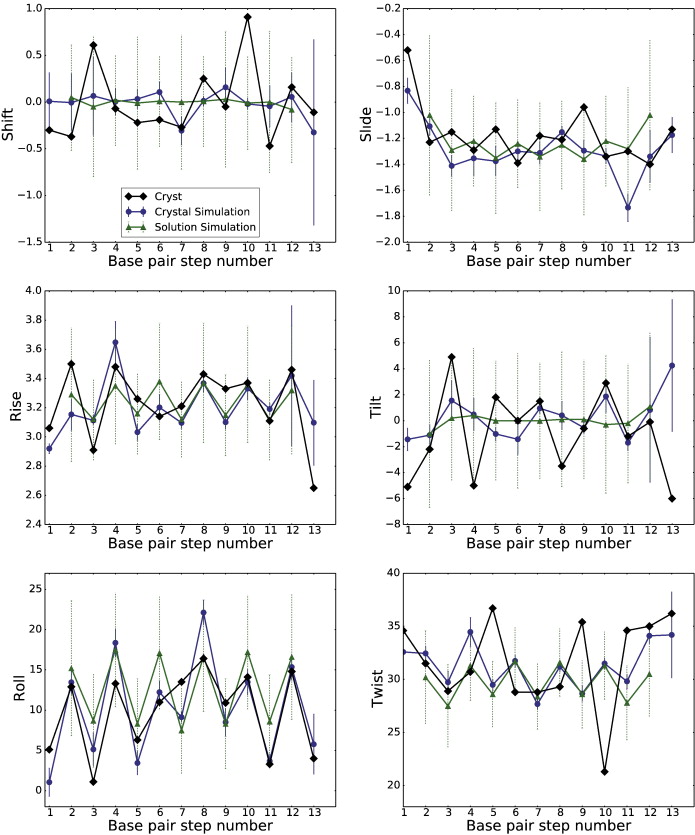 1.0
0.5
0.0
−0.5
−1.0
−1.5
Shift
Cryst
Crystal Simulation
Solution Simulation
1 2 3 4 5 6 7 8 9 10 11 12 13
Base pair step number
−0.2
−0.4
−0.6
−0.8
−1.0
−1.2
−1.4
−1.6
−1.8
−2.0
Slide
1 2 3 4 5 6 7 8 9 10 11 12 13
Base pair step number
4.0
3.8
3.6
3.4
3.2
3.0
2.8
2.6
2.4
Rise
1 2 3 4 5 6 7 8 9 10 11 12 13
Base pair step number
10
8
6
4
2
0
−2
−4
−6
−8
Tilt
1 2 3 4 5 6 7 8 9 10 11 12 13
Base pair step number
25
20
15
10
5
0
Roll
1 2 3 4 5 6 7 8 9 10 11 12 13
Base pair step number
40
35
30
25
20
Twist
1 2 3 4 5 6 7 8 9 10 11 12 13
Base pair step number